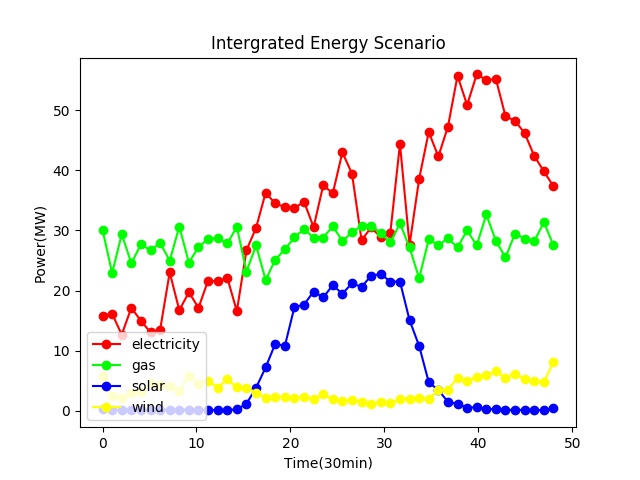 Intergrated Energy Scenario
Power(MW)
50
40
30
20
10
0
electricity
gas
solar
wind
0 10 20 30 40 50
Time(30min)